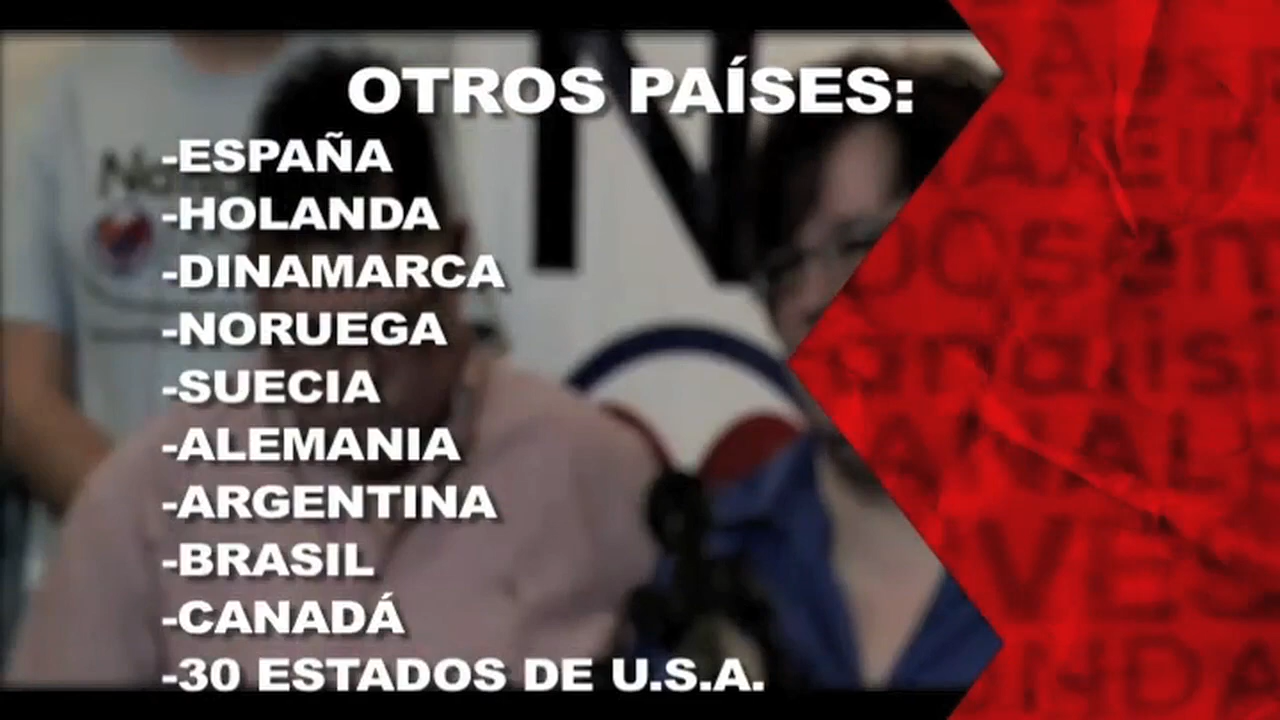 OTROS PAÍSES:
-ESPAÑA
-HOLANDA
-DINAMARCA
-NORUEGA
-SUECIA
-ALEMANIA
-ARGENTINA
-BRASIL
-CANADÁ
-30 ESTADOS DE U.S.A.